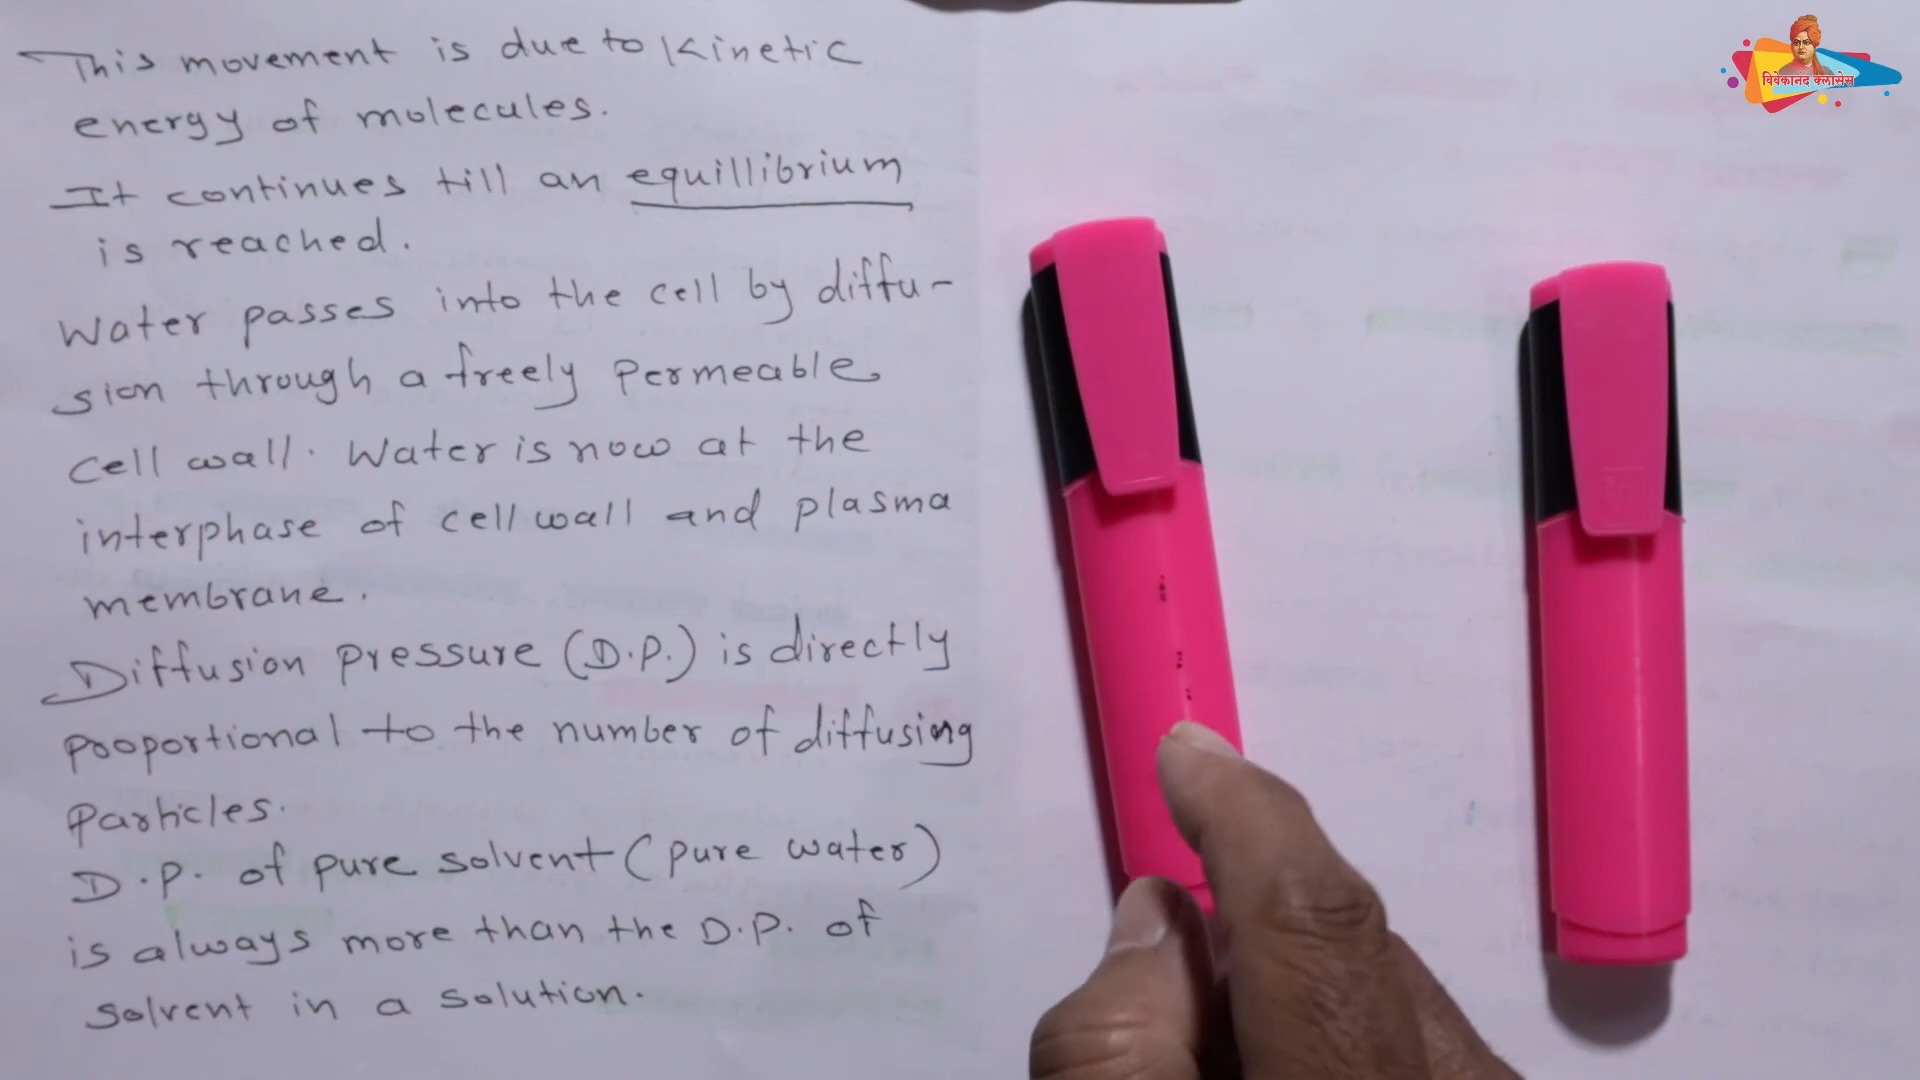 This movement is due to Kinetic
energy of molecules.
It continues till an equillibrium
is reached.
Water passes into the cell by diffu-
sion through a freely permeable
cell wall. Water is now at the
interphase of cell wall and plasma
membrane.
Diffusion pressure (D.P.) is directly
proportional to the number of diffusing
particles.
D.P. of pure solvent (pure water)
is always more than the D.P. of
solvent in a solution.
विवेकानंद क्लासेस